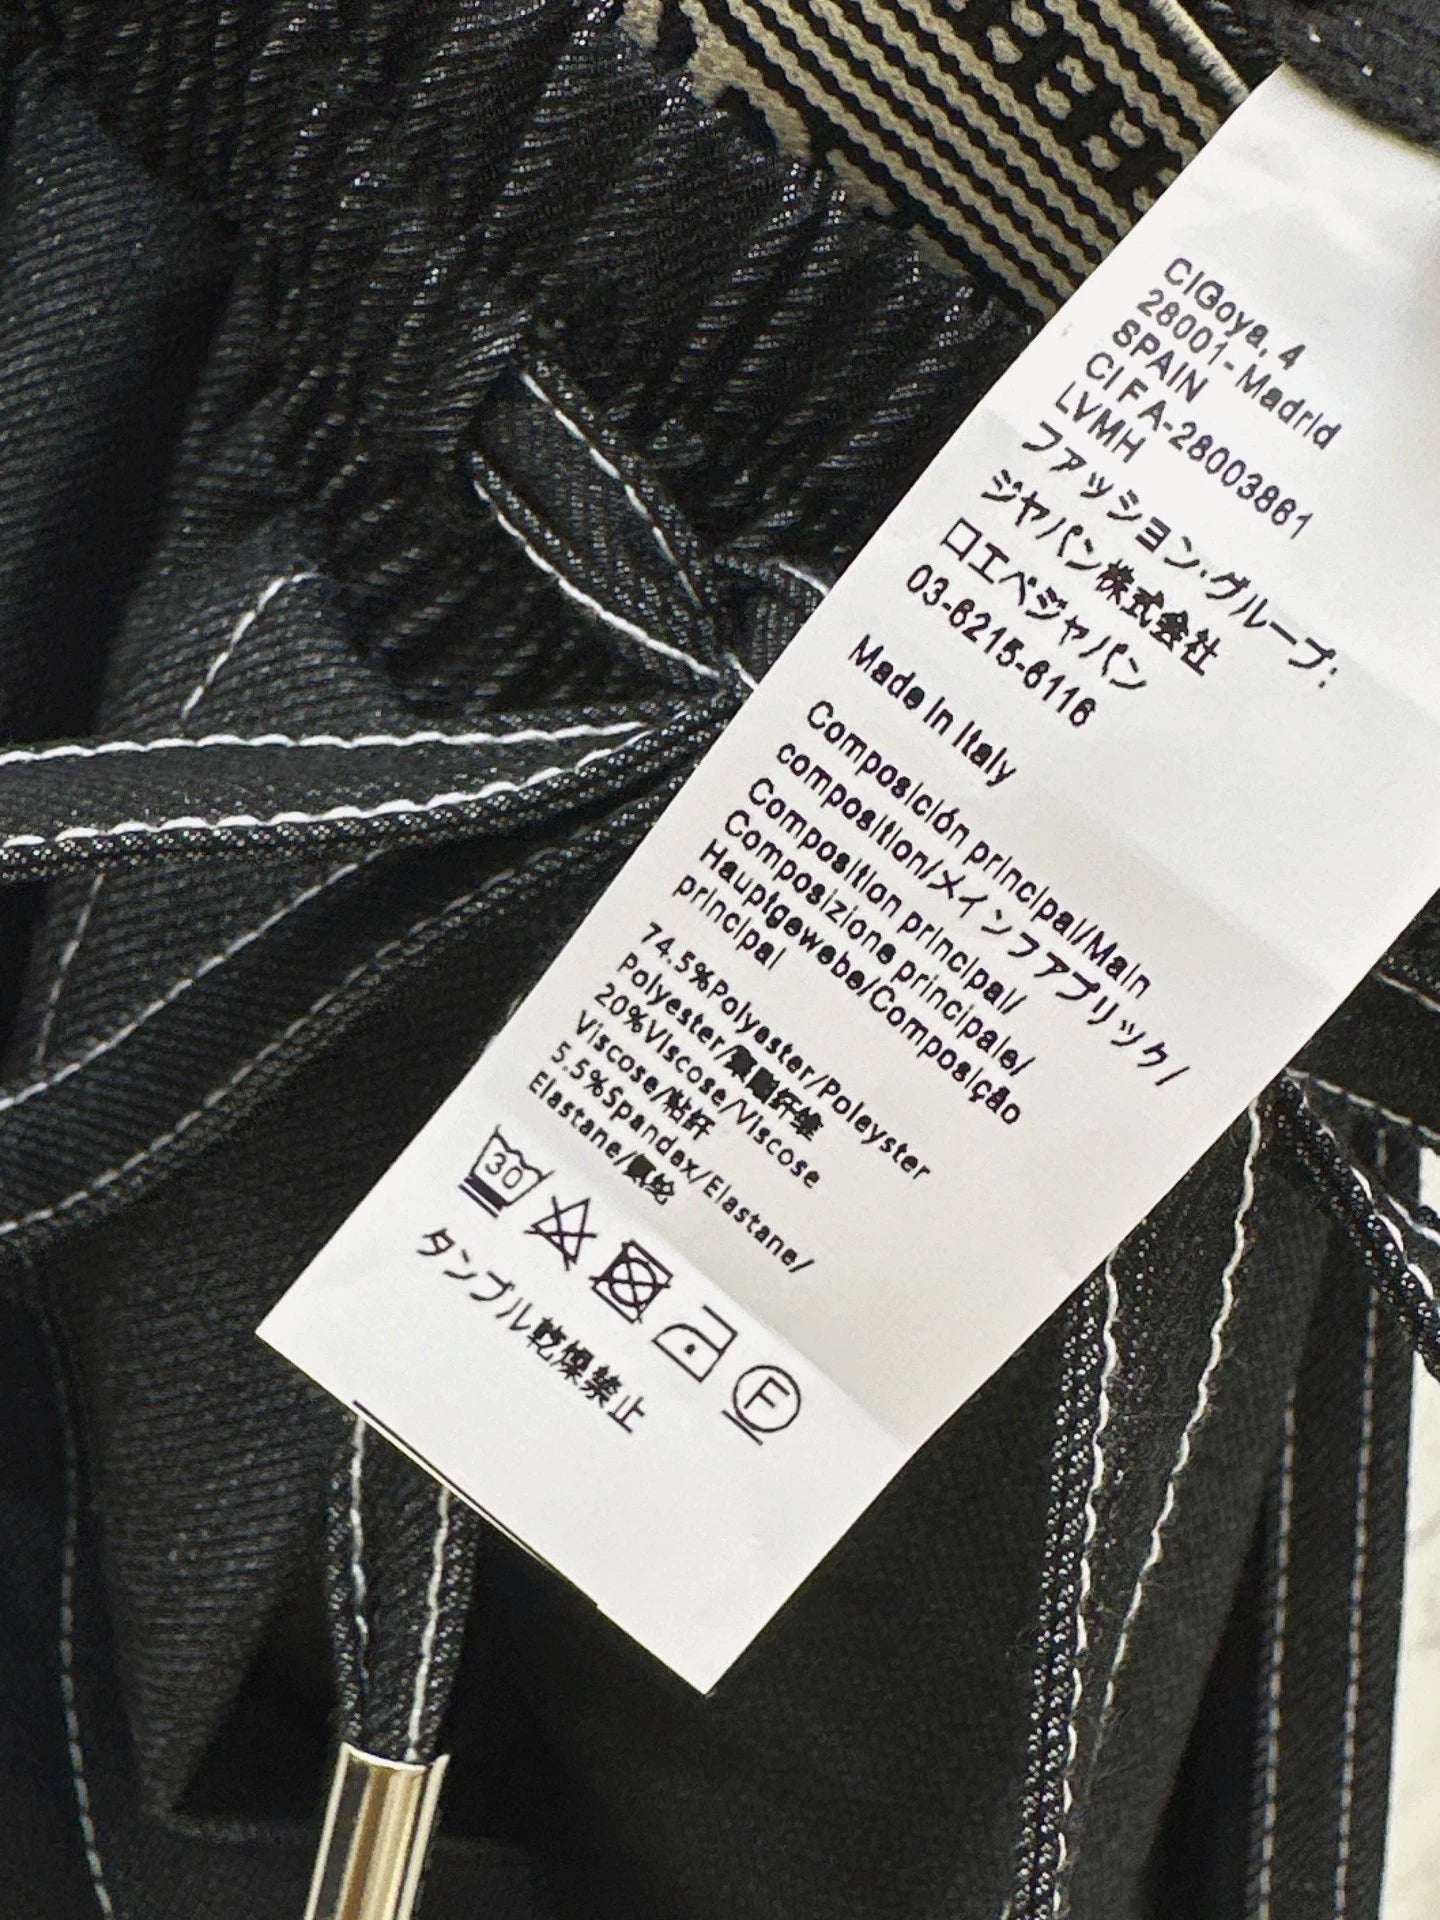 ClGoya, 4
28001-Madrid
SPAIN
CIF A-28003861
LVMH
ファッション・グループ:
ジャパン株式会社
ロエベジャパン
03-6215-6116
Made in Italy
Composición principal/Main
composition/メインファブリック/
Composition principal/
Composizione principale/
Hauptgewebe/Composição
principal
74.5%Polyester/Poleyster
Polyester/聚酯纤维
20%Viscose/Viscose
Viscose/粘纤
5.5%Spandex/Elastane/
Elastane/氨纶
30
F
タンブル乾燥禁止